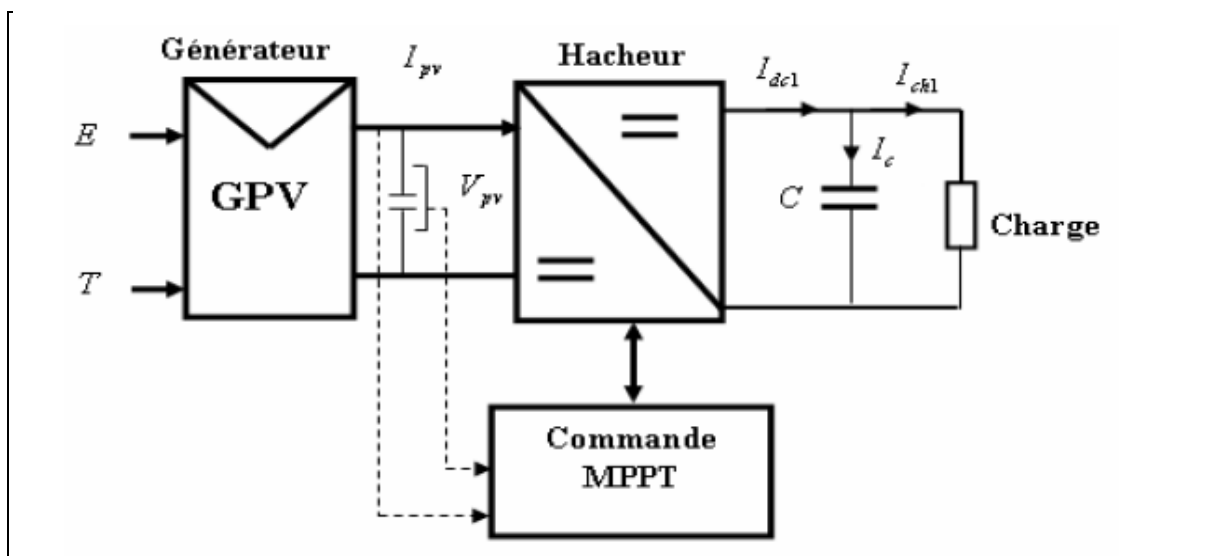 Générateur
I_pv
Hacheur
I_dc1
I_ch1
E
GPV
V_pv
I_c
C
Charge
T
Commande
MPPT